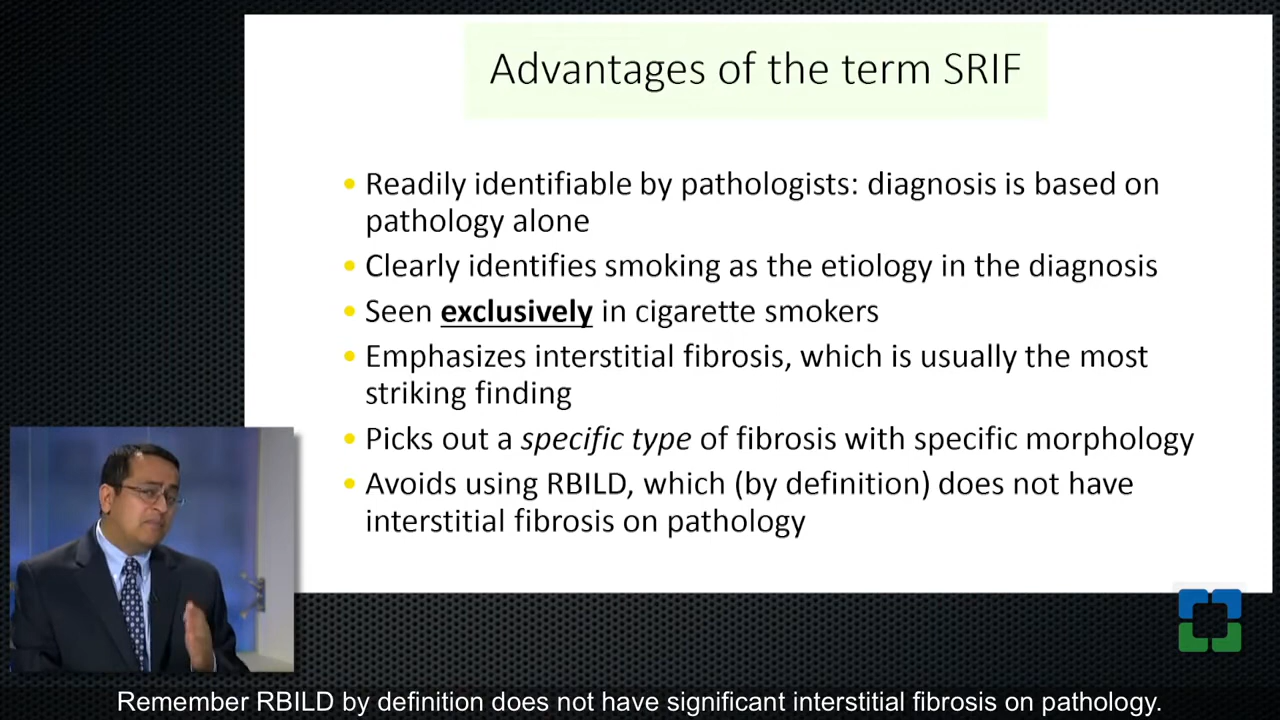 Advantages of the term SRIF
• Readily identifiable by pathologists: diagnosis is based on
pathology alone
• Clearly identifies smoking as the etiology in the diagnosis
• Seen exclusively in cigarette smokers
• Emphasizes interstitial fibrosis, which is usually the most
striking finding
• Picks out a specific type of fibrosis with specific morphology
• Avoids using RBILD, which (by definition) does not have
interstitial fibrosis on pathology
Remember RBILD by definition does not have significant interstitial fibrosis on pathology.